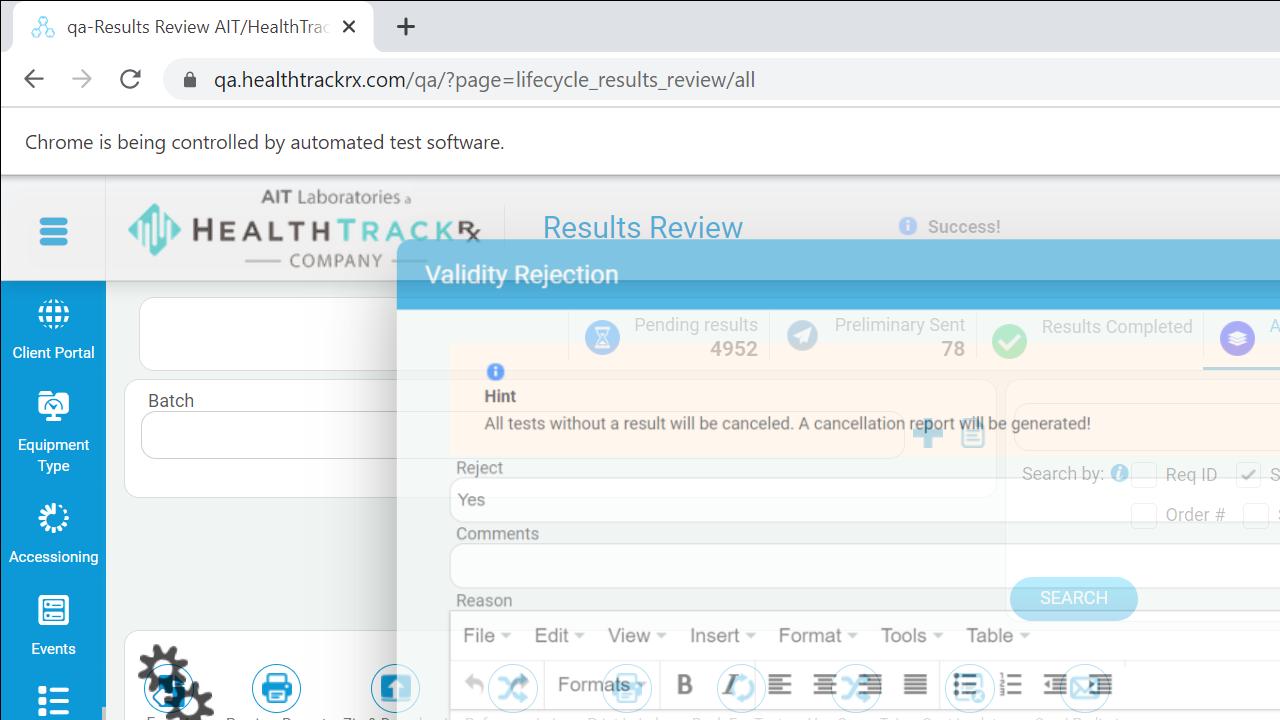 qa-Results Review AIT/HealthTrac
qa.healthtrackrx.com/qa/?page=lifecycle_results_review/all
Chrome is being controlled by automated test software.
AIT Laboratories a
HEALTHTRACKRx
COMPANY
Results Review
Success!
Validity Rejection
Client Portal
Pending results
4952
Preliminary Sent
78
Results Completed
A
Hint
All tests without a result will be canceled. A cancellation report will be generated!
Batch
Equipment
Type
Reject
Yes
Search by:
Req ID
S
Comments
Order #
S
Accessioning
Reason
SEARCH
File
Edit
View
Insert
Format
Tools
Table
Events
Formats
B